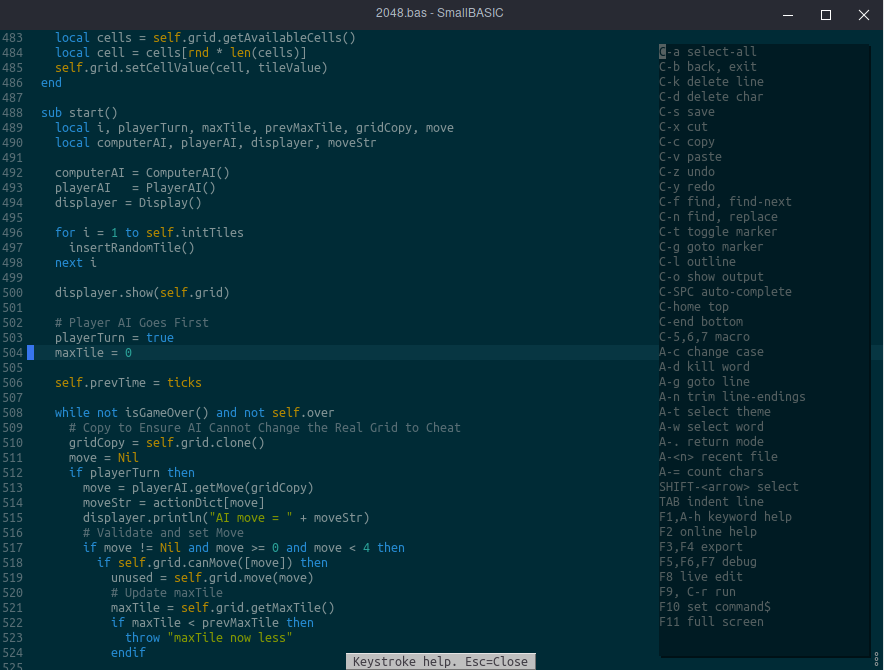 2048.bas - SmallBASIC
483 local cells = self.grid.getAvailableCells()
484 local cell = cells[rnd * len(cells)]
485 self.grid.setCellValue(cell, tileValue)
486 end
487
488 sub start()
489 local i, playerTurn, maxTile, prevMaxTile, gridCopy, move
490 local computerAI, playerAI, displayer, moveStr
491
492 computerAI = ComputerAI()
493 playerAI   = PlayerAI()
494 displayer = Display()
495
496 for i = 1 to self.initTiles
497 insertRandomTile()
498 next i
499
500 displayer.show(self.grid)
501
502 # Player AI Goes First
503 playerTurn = true
504 maxTile = 0
505
506 self.prevTime = ticks
507
508 while not isGameOver() and not self.over
509 # Copy to Ensure AI Cannot Change the Real Grid to Cheat
510 gridCopy = self.grid.clone()
511 move = Nil
512 if playerTurn then
513 move = playerAI.getMove(gridCopy)
514 moveStr = actionDict[move]
515 displayer.println("AI move = " + moveStr)
516 # Validate and set Move
517 if move != Nil and move >= 0 and move < 4 then
518 if self.grid.canMove([move]) then
519 unused = self.grid.move(move)
520 # Update maxTile
521 maxTile = self.grid.getMaxTile()
522 if maxTile < prevMaxTile then
523 throw "maxTile now less"
524 endif
525
C-a select-all
C-b back, exit
C-k delete line
C-d delete char
C-s save
C-x cut
C-c copy
C-v paste
C-z undo
C-y redo
C-f find, find-next
C-n find, replace
C-t toggle marker
C-g goto marker
C-l outline
C-o show output
C-SPC auto-complete
C-home top
C-end bottom
C-5,6,7 macro
A-c change case
A-d kill word
A-g goto line
A-n trim line-endings
A-t select theme
A-w select word
A-. return mode
A-<n> recent file
A-= count chars
SHIFT-<arrow> select
TAB indent line
F1,A-h keyword help
F2 online help
F3,F4 export
F5,F6,F7 debug
F8 live edit
F9, C-r run
F10 set command$
F11 full screen
Keystroke help. Esc=Close